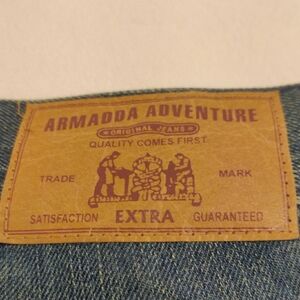 ARMADDA ADVENTURE
ORIGINAL JEANS
QUALITY COMES FIRST
TRADE MARK
SATISFACTION EXTRA GUARANTEED